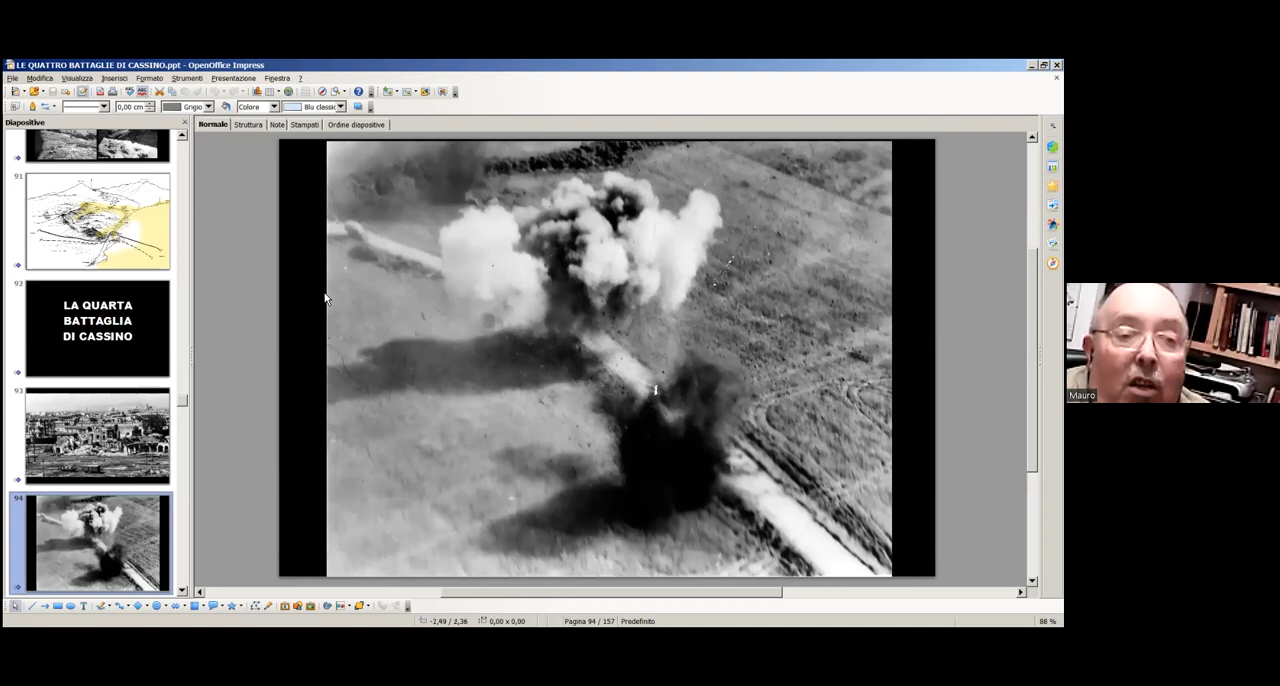 LE QUATTRO BATTAGLIE DI CASSINO.ppt - OpenOffice Impress
File Modifica Visualizza Inserisci Formato Strumenti Presentazione Finestra ?
0,00 cm Grigio Colore Blu classic
Diapositive
Normale Struttura Note Stampati Ordine diapositive
91
92
LA QUARTA
BATTAGLIA
DI CASSINO
93
94
Mauro
-2,49 / 2,36 0,00 x 0,00 Pagina 94 / 157 Predefinito 88 %